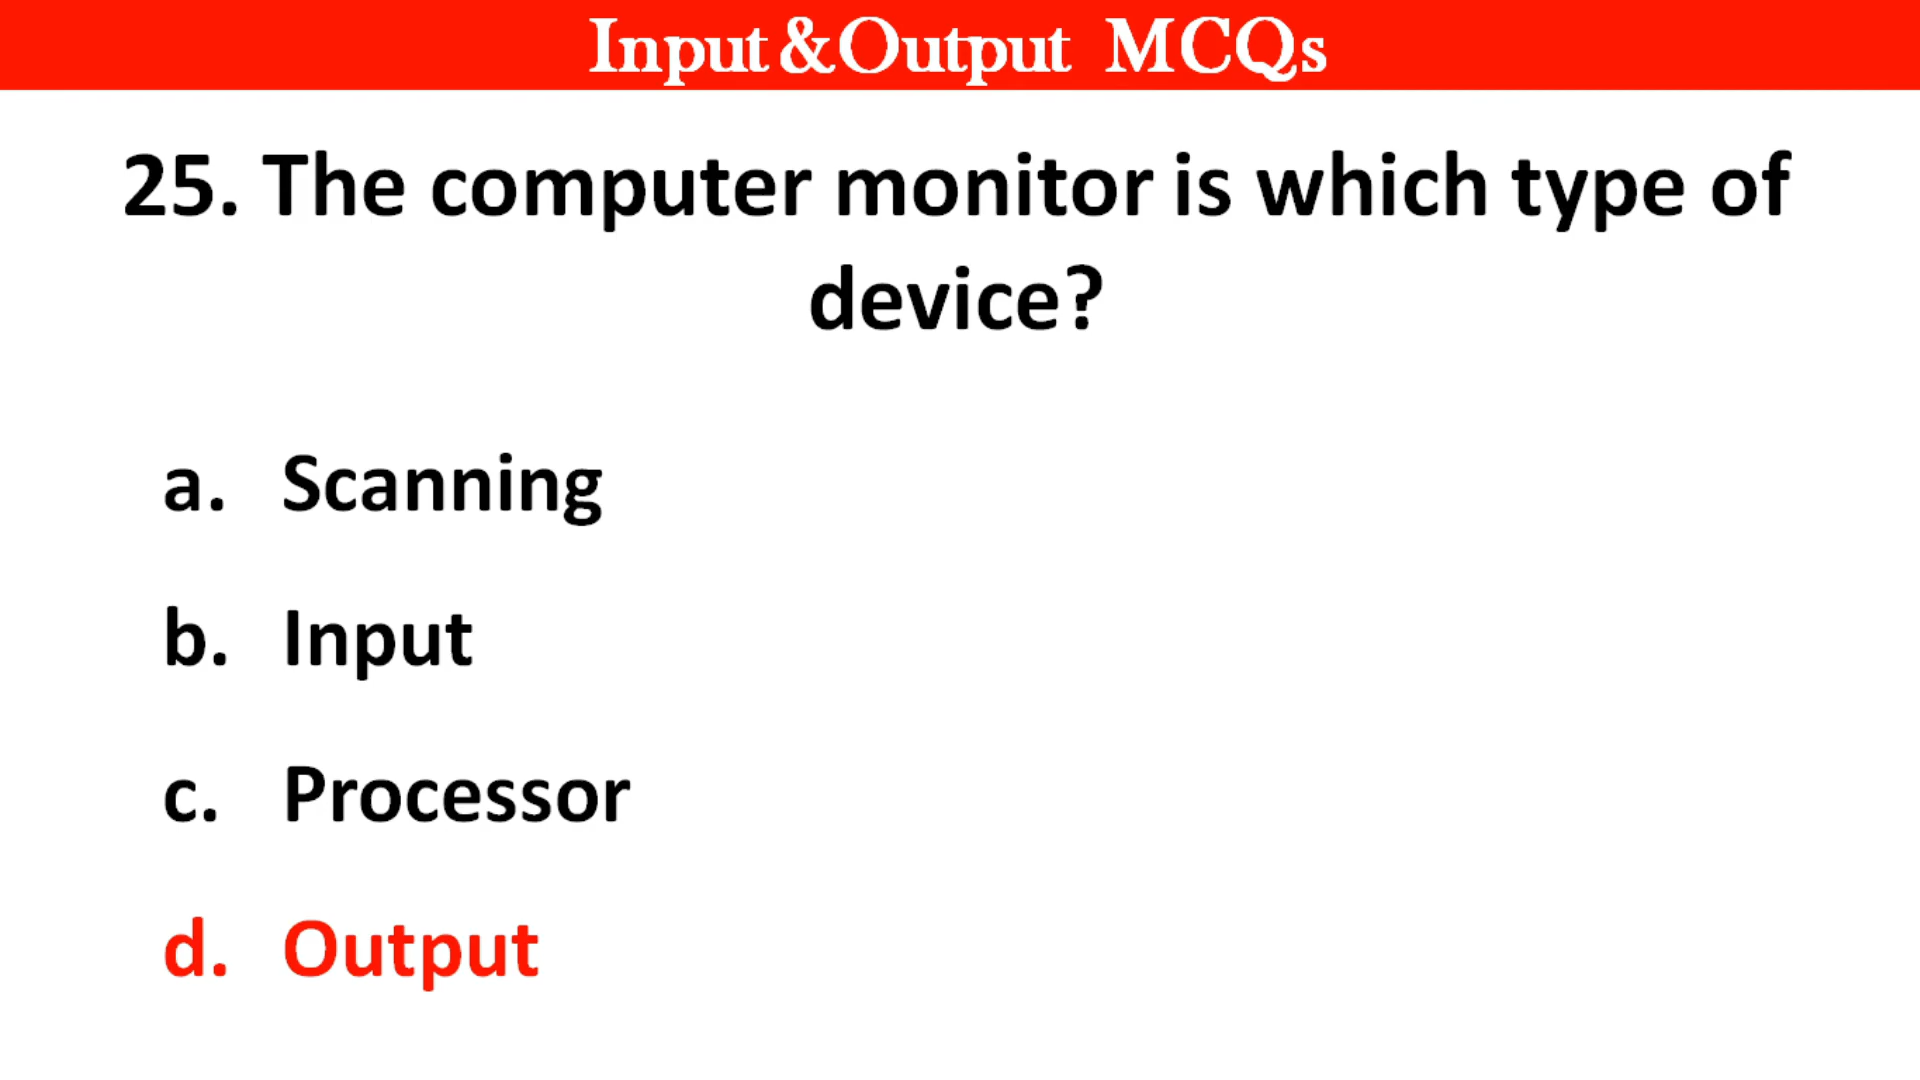 Input & Output MCQs
25. The computer monitor is which type of
device?
a. Scanning
b. Input
c. Processor
d. Output